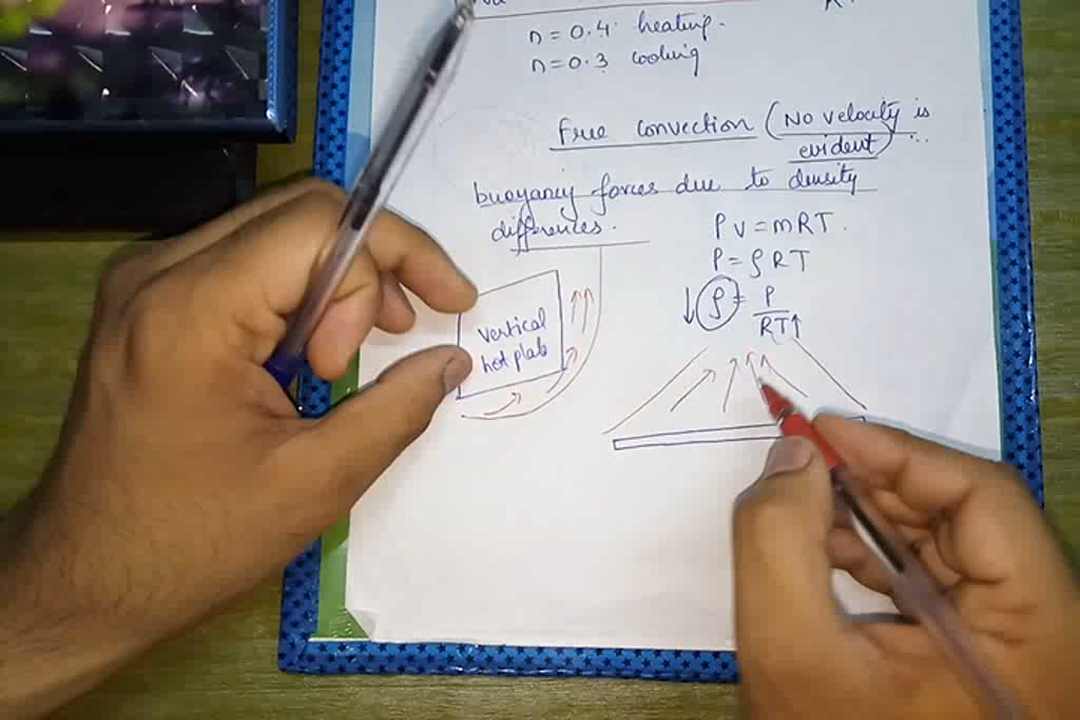 n = 0.4 heating.
n = 0.3 cooling
Free convection (No velocity is
evident) ...
buoyancy forces due to density
differences.
PV = mRT.
P = ρRT
↓ ρ = P
RT↑
vertical
hot plate